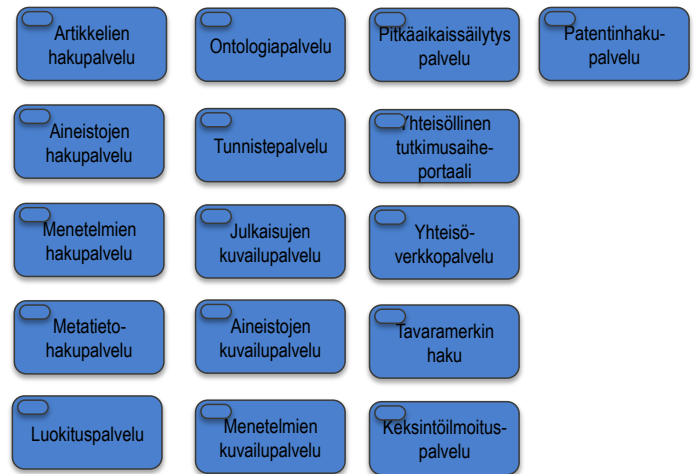 Artikkelien
hakupalvelu
Ontologiapalvelu
Pitkäaikaissäilytys
palvelu
Patentinhaku-
palvelu
Aineistojen
hakupalvelu
Tunnistepalvelu
Yhteisöllinen
tutkimusaihe-
portaali
Menetelmien
hakupalvelu
Julkaisujen
kuvailupalvelu
Yhteisö-
verkkopalvelu
Metatieto-
hakupalvelu
Aineistojen
kuvailupalvelu
Tavaramerkin
haku
Luokituspalvelu
Menetelmien
kuvailupalvelu
Keksintöilmoitus-
palvelu